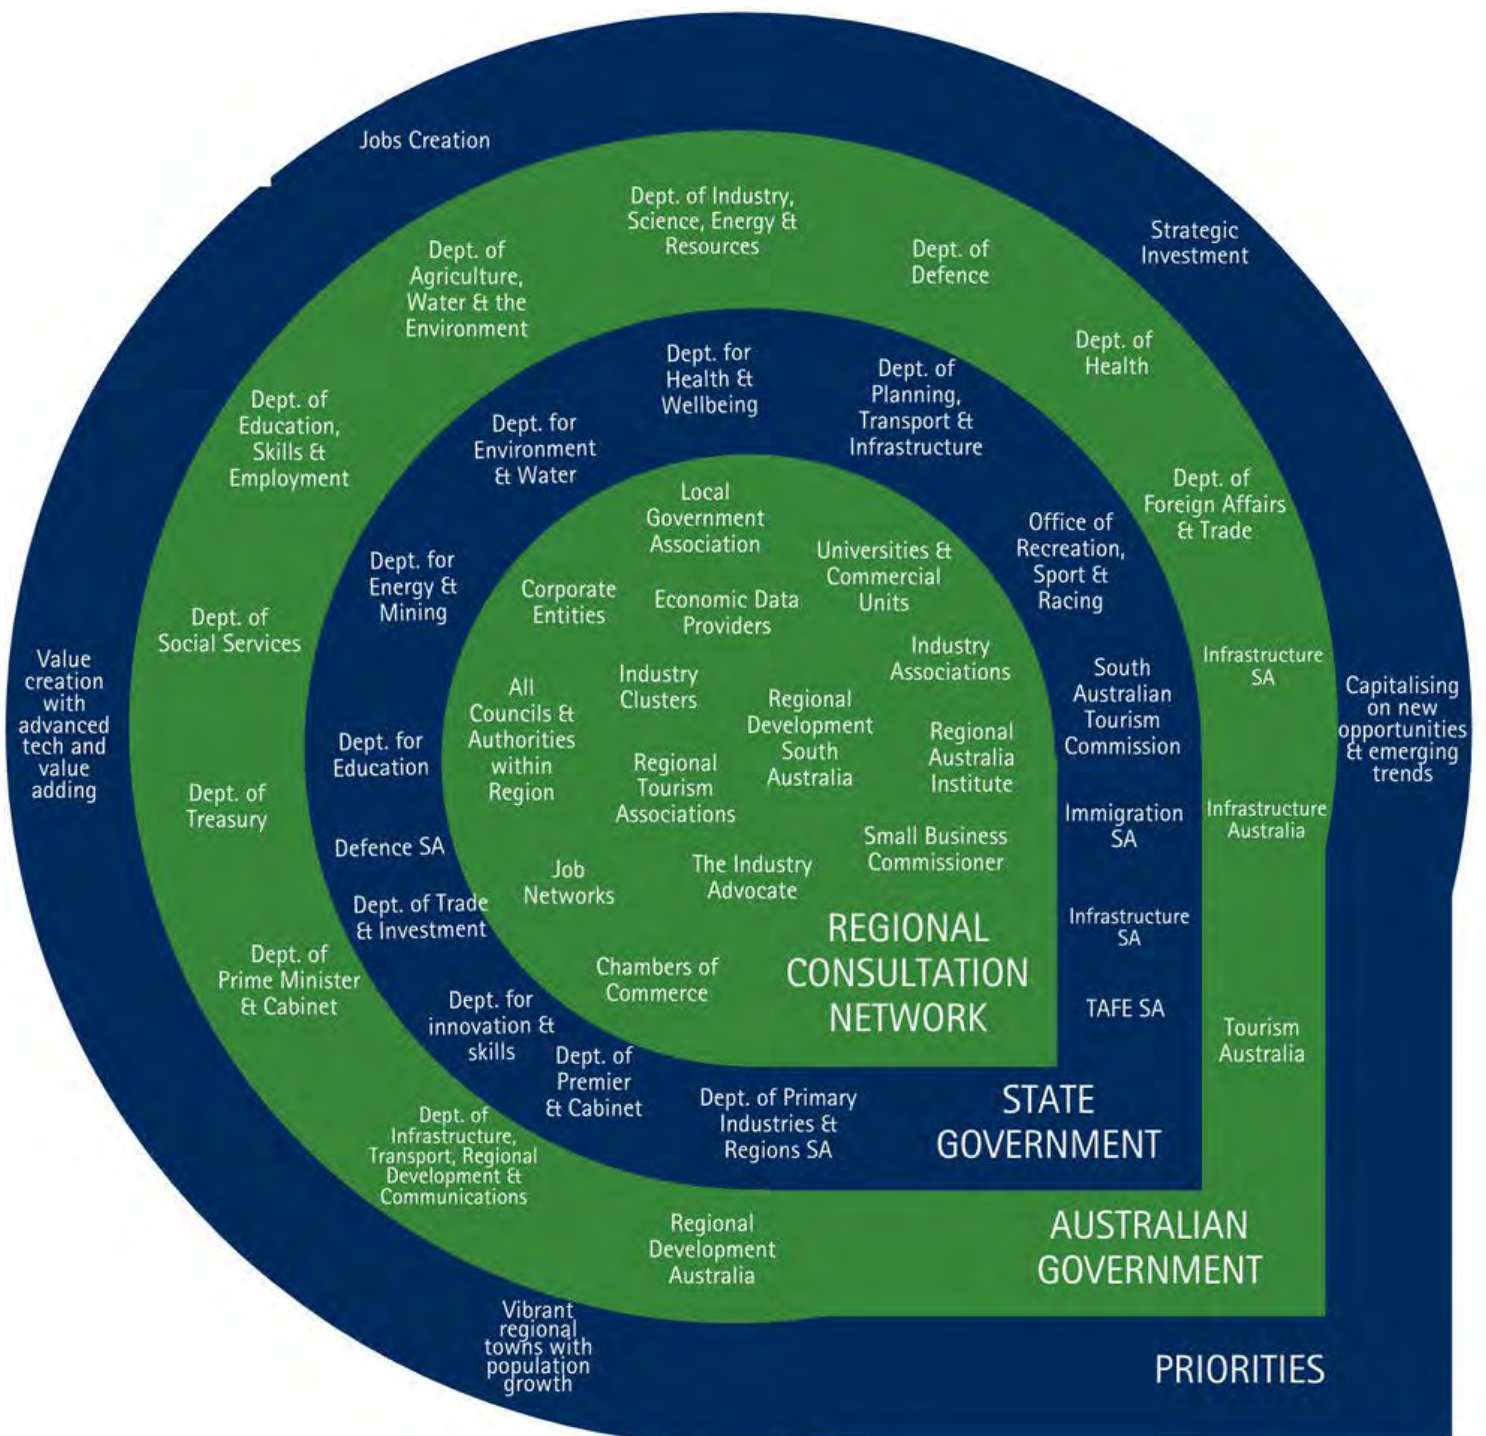 Jobs Creation
Strategic
Investment
Capitalising
on new
opportunities
& emerging
trends
Value
creation
with
advanced
tech and
value
adding
Vibrant
regional
towns with
population
growth
PRIORITIES
Dept. of Industry,
Science, Energy &
Resources
Dept. of
Defence
Dept. of
Health
Dept. of
Foreign Affairs
& Trade
Infrastructure
SA
Infrastructure
Australia
Tourism
Australia
Dept. of
Agriculture,
Water & the
Environment
Dept. of
Education,
Skills &
Employment
Dept. of
Social Services
Dept. of
Treasury
Dept. of
Prime Minister
& Cabinet
Dept. of
Infrastructure,
Transport, Regional
Development &
Communications
Regional
Development
Australia
AUSTRALIAN
GOVERNMENT
Dept. for
Health &
Wellbeing
Dept. of
Planning,
Transport &
Infrastructure
Office of
Recreation,
Sport &
Racing
South
Australian
Tourism
Commission
Immigration
SA
Infrastructure
SA
TAFE SA
Dept. for
Environment
& Water
Dept. for
Energy &
Mining
Dept. for
Education
Defence SA
Dept. of Trade
& Investment
Dept. for
innovation &
skills
Dept. of
Premier
& Cabinet
Dept. of Primary
Industries &
Regions SA
STATE
GOVERNMENT
Local
Government
Association
Universities &
Commercial
Units
Corporate
Entities
Economic Data
Providers
Industry
Associations
Industry
Clusters
All
Councils &
Authorities
within
Region
Regional
Development
South
Australia
Regional
Australia
Institute
Regional
Tourism
Associations
Small Business
Commissioner
The Industry
Advocate
Job
Networks
Chambers of
Commerce
REGIONAL
CONSULTATION
NETWORK